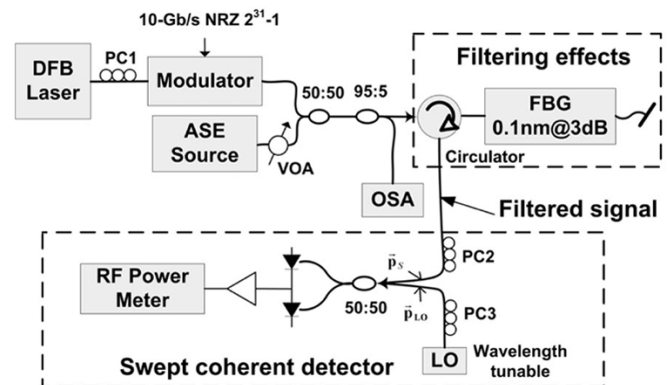 10-Gb/s NRZ 2³¹-1
DFB
Laser
PC1
Modulator
50:50
95:5
Filtering effects
FBG
0.1nm@3dB
ASE
Source
VOA
Circulator
OSA
Filtered signal
PC2
RF Power
Meter
p⃗_S
50:50
p⃗_LO
PC3
LO
Wavelength
tunable
Swept coherent detector